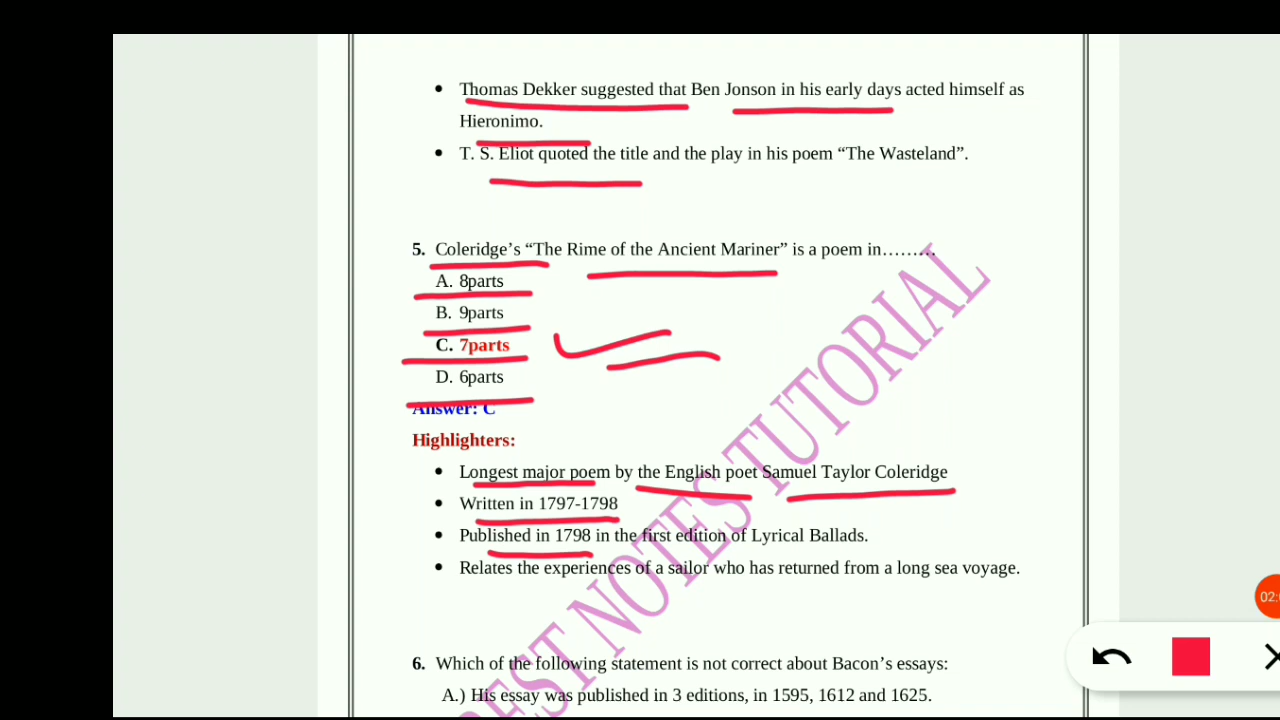 • Thomas Dekker suggested that Ben Jonson in his early days acted himself as
Hieronimo.
• T. S. Eliot quoted the title and the play in his poem “The Wasteland”.
5. Coleridge’s “The Rime of the Ancient Mariner” is a poem in………
A. 8parts
B. 9parts
C. 7parts
D. 6parts
Answer: C
Highlighters:
• Longest major poem by the English poet Samuel Taylor Coleridge
• Written in 1797-1798
• Published in 1798 in the first edition of Lyrical Ballads.
• Relates the experiences of a sailor who has returned from a long sea voyage.
6. Which of the following statement is not correct about Bacon’s essays:
A.) His essay was published in 3 editions, in 1595, 1612 and 1625.
NOTES TUTORIAL